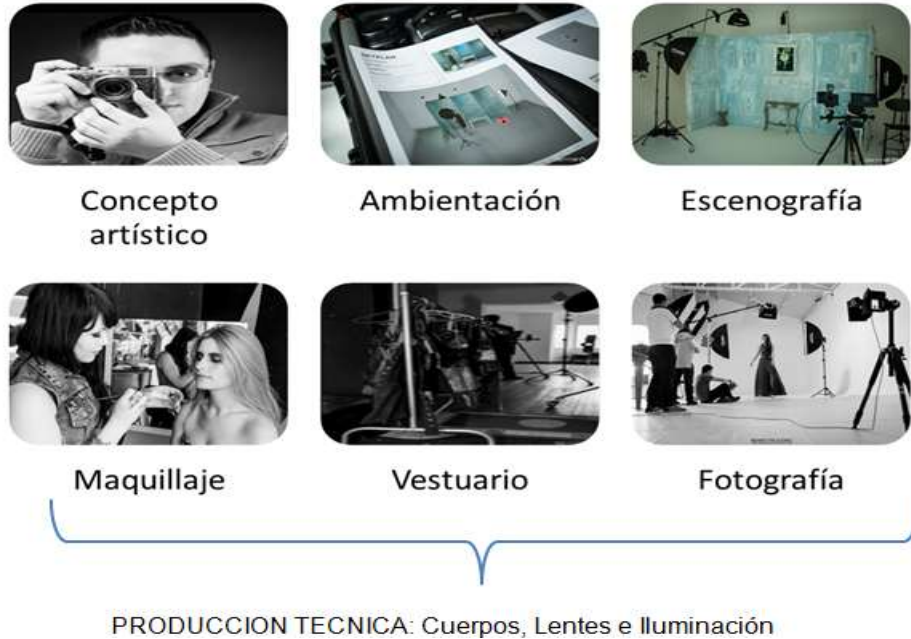 Concepto
artístico
Ambientación
Escenografía
Maquillaje
Vestuario
Fotografía
PRODUCCION TECNICA: Cuerpos, Lentes e Iluminación